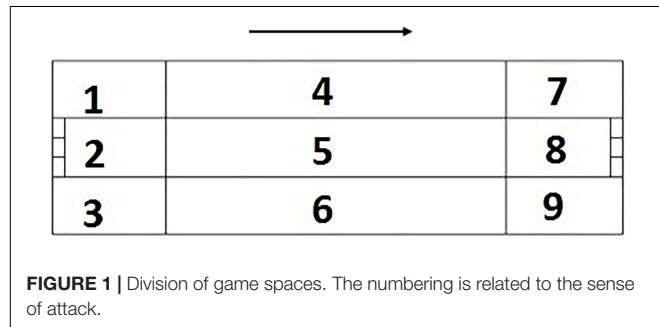 1 4 7
2 5 8
3 6 9
FIGURE 1 | Division of game spaces. The numbering is related to the sense
of attack.